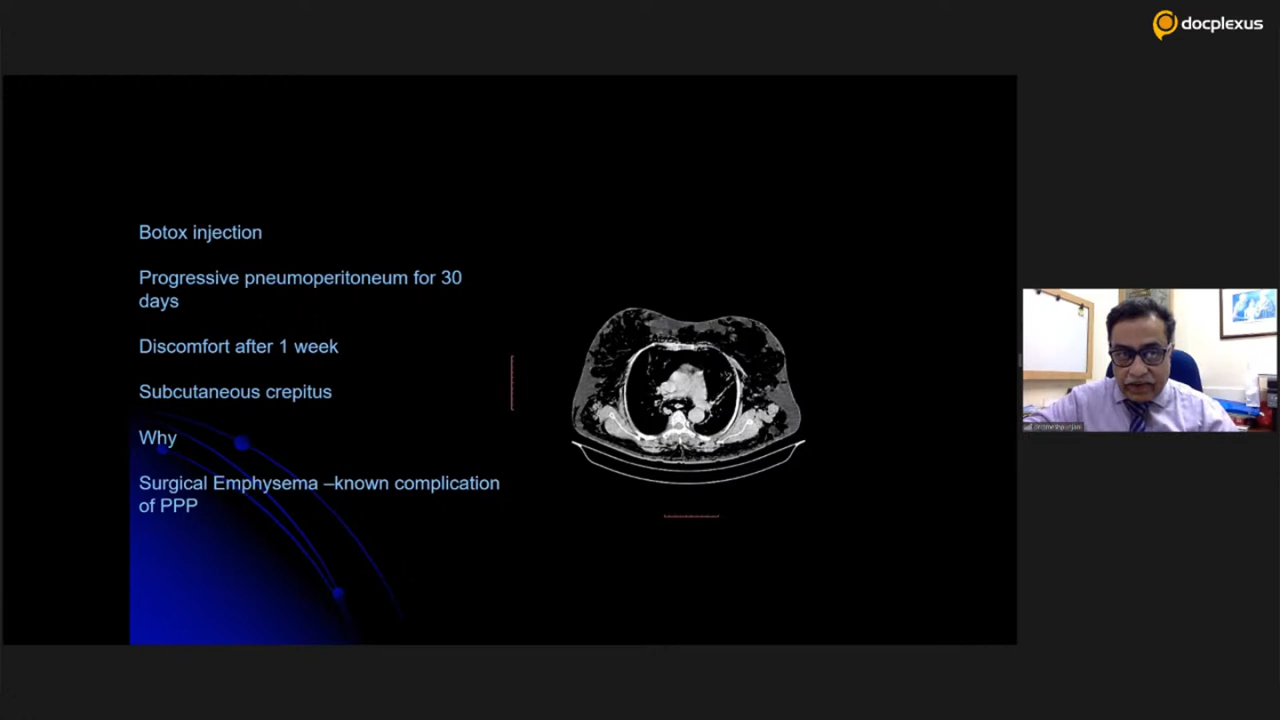 docplexus
Botox injection
Progressive pneumoperitoneum for 30
days
Discomfort after 1 week
Subcutaneous crepitus
Why
Surgical Emphysema –known complication
of PPP